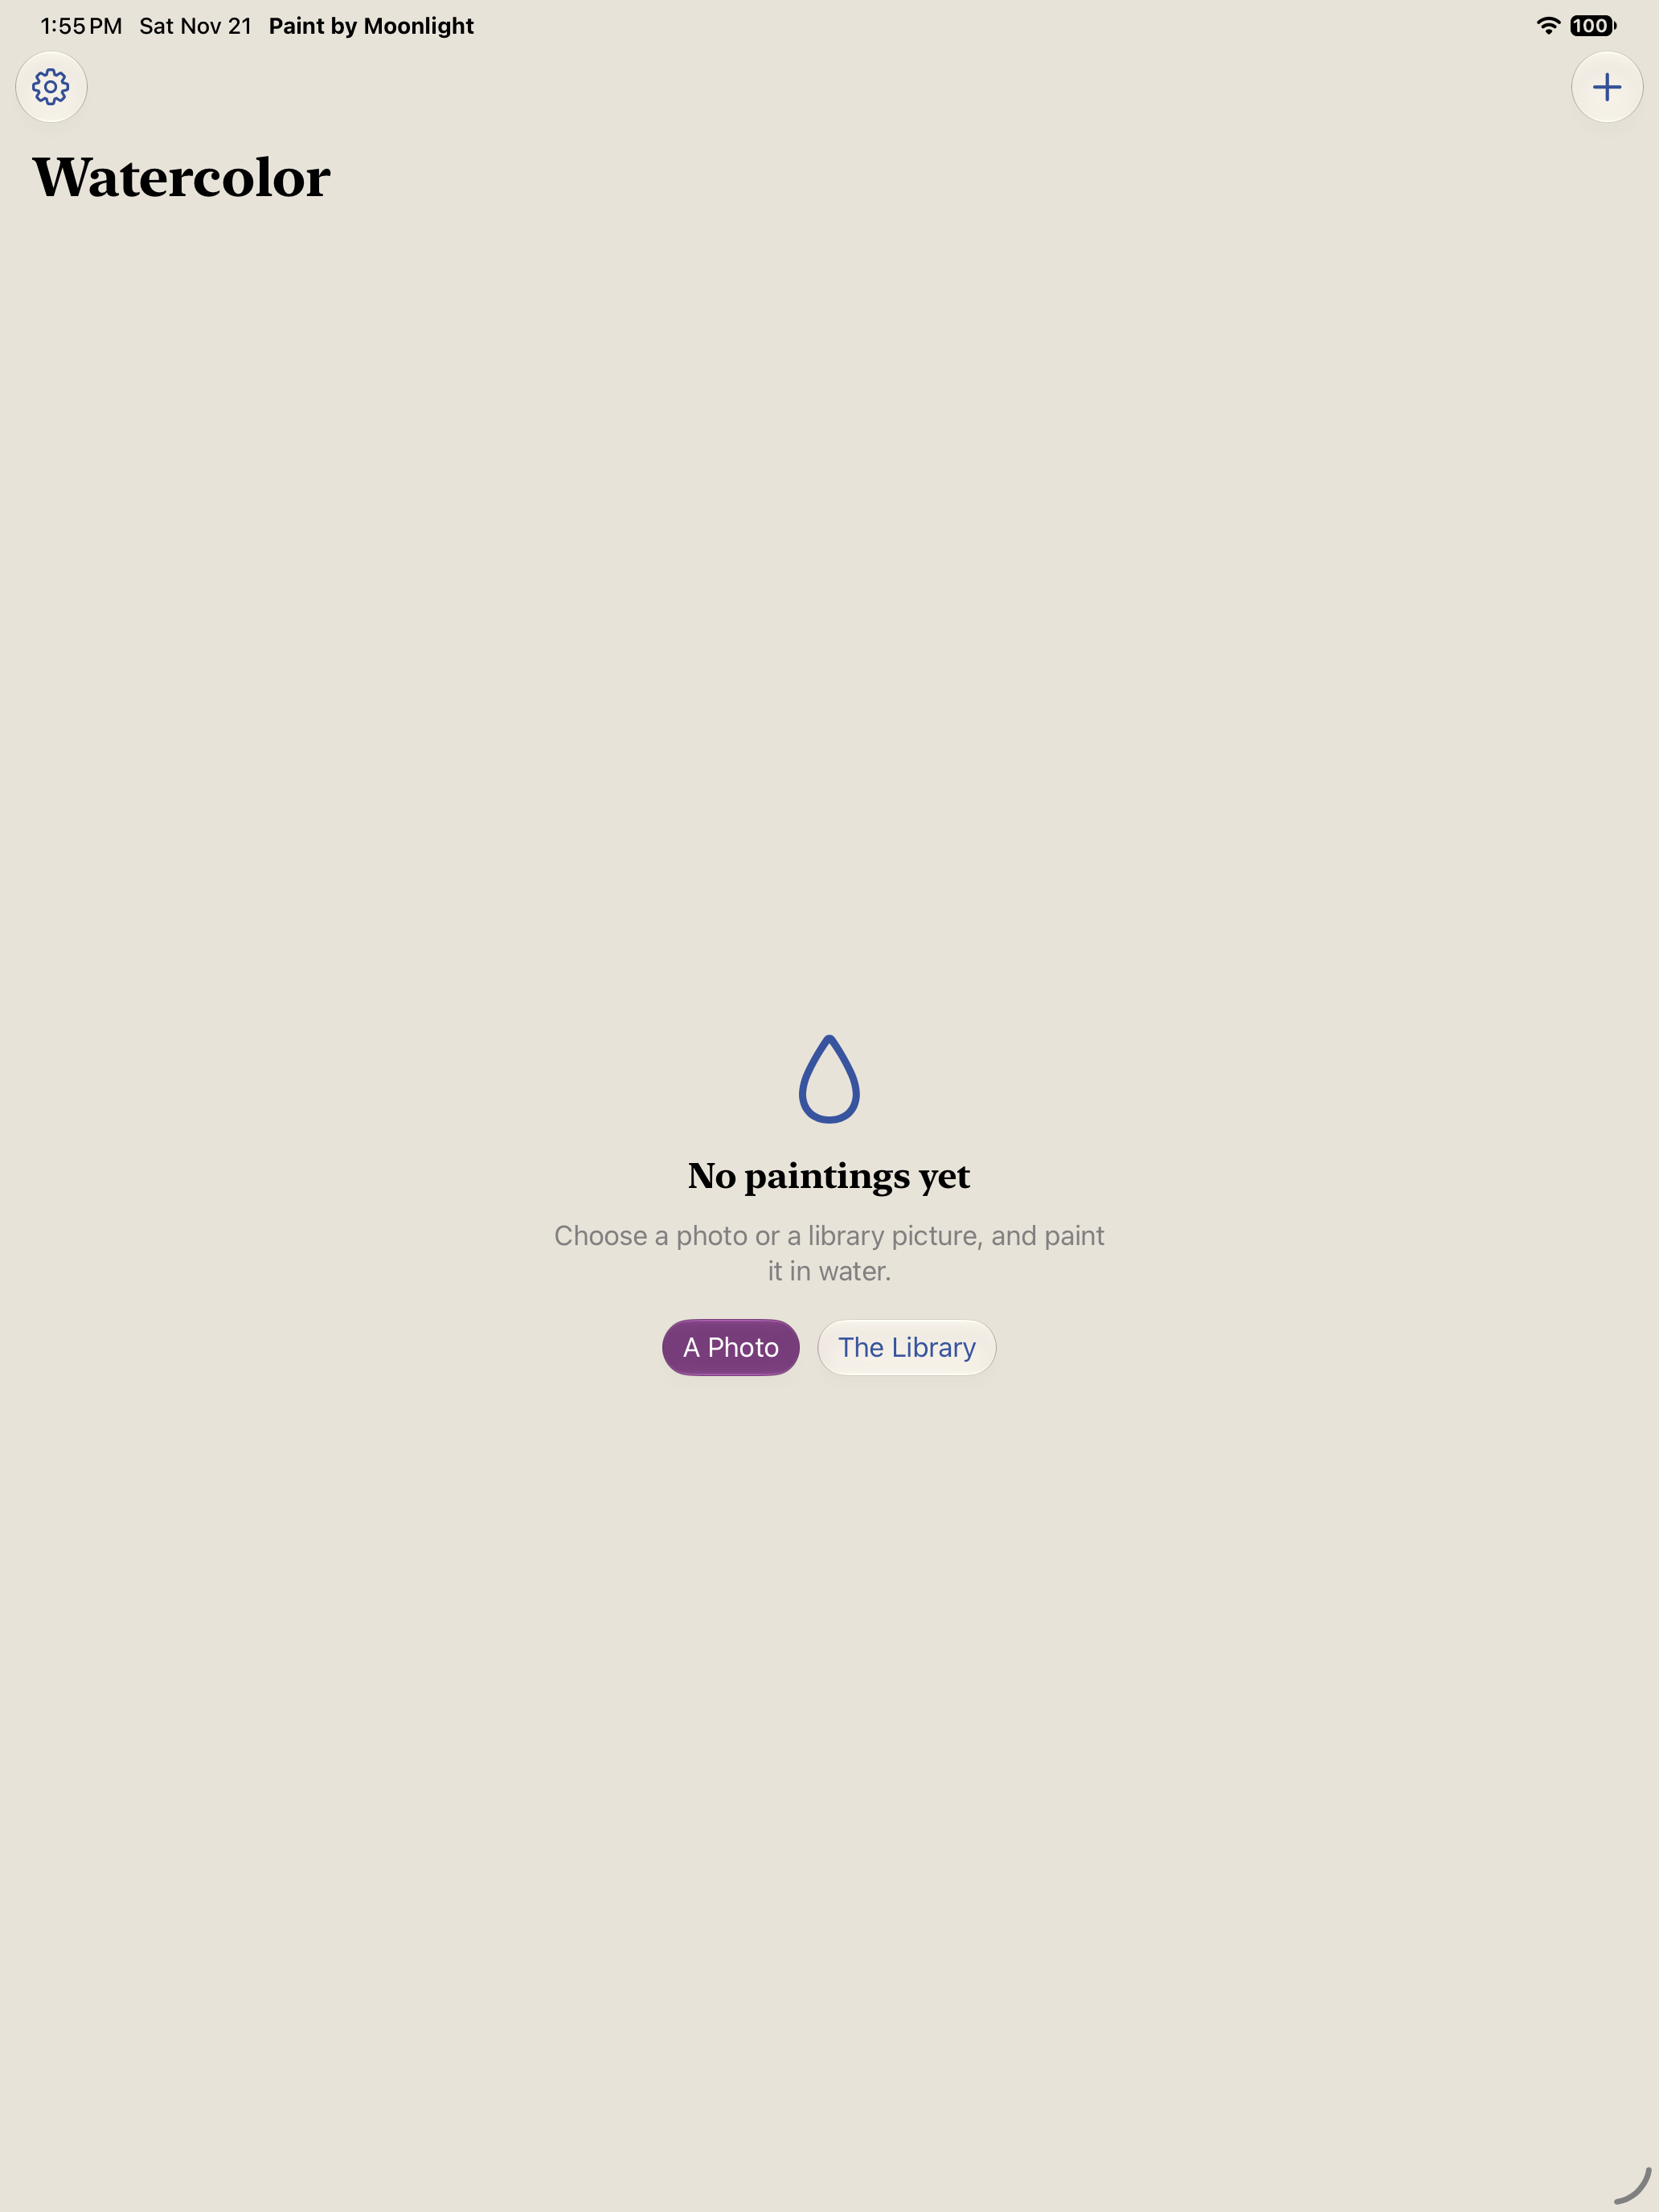 1:55 PM Sat Nov 21 Paint by Moonlight
100
Watercolor
No paintings yet
Choose a photo or a library picture, and paint
it in water.
A Photo
The Library